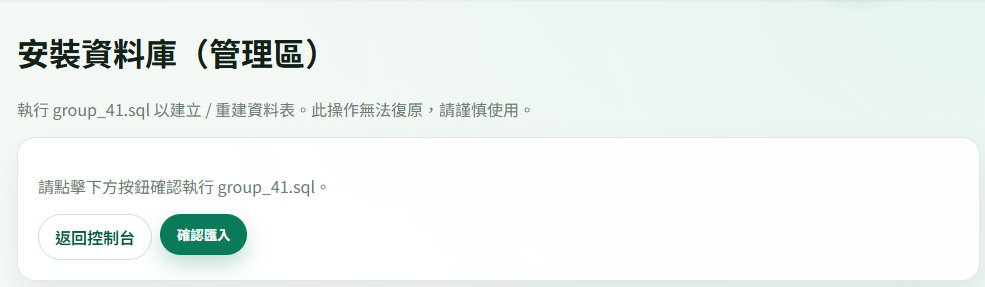 安裝資料庫（管理區）
執行 group_41.sql 以建立 / 重建資料表。此操作無法復原，請謹慎使用。
請點擊下方按鈕確認執行 group_41.sql。
返回控制台
確認匯入